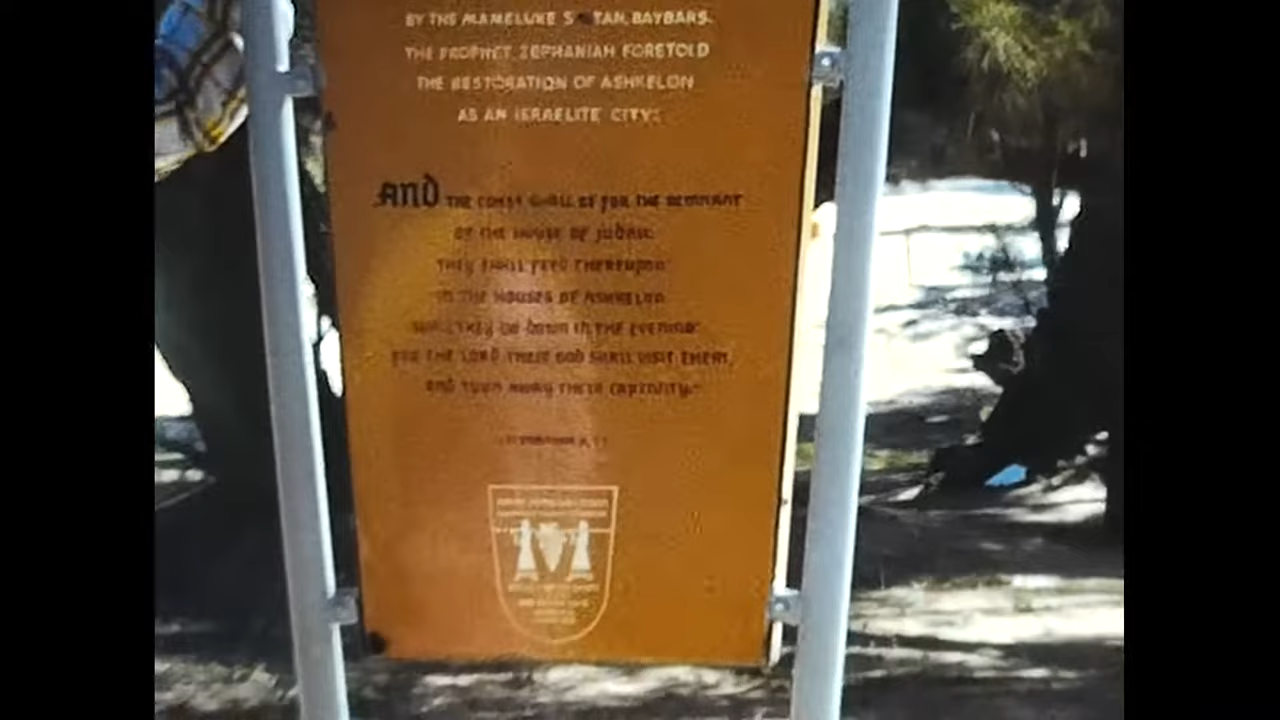 BY THE MAMELUKE S TAN, BAYBARS.
THE PROPHET ZEPHANIAH FORETOLD
THE RESTORATION OF ASHKELON
AS AN ISRAELITE CITY:
AND THE COAST SHALL BE FOR THE REMNANT
OF THE HOUSE OF JUDAH:
THEY SHALL FEED THEREUPON:
IN THE HOUSES OF ASHKELON
SHALL THEY LIE DOWN IN THE EVENING:
FOR THE LORD THEIR GOD SHALL VISIT THEM,
AND TURN AWAY THEIR CAPTIVITY."